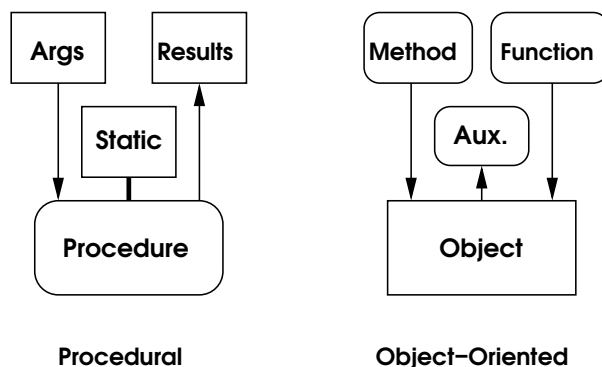 Args
Results
Method
Function
Static
Aux.
Procedure
Object
Procedural
Object-Oriented